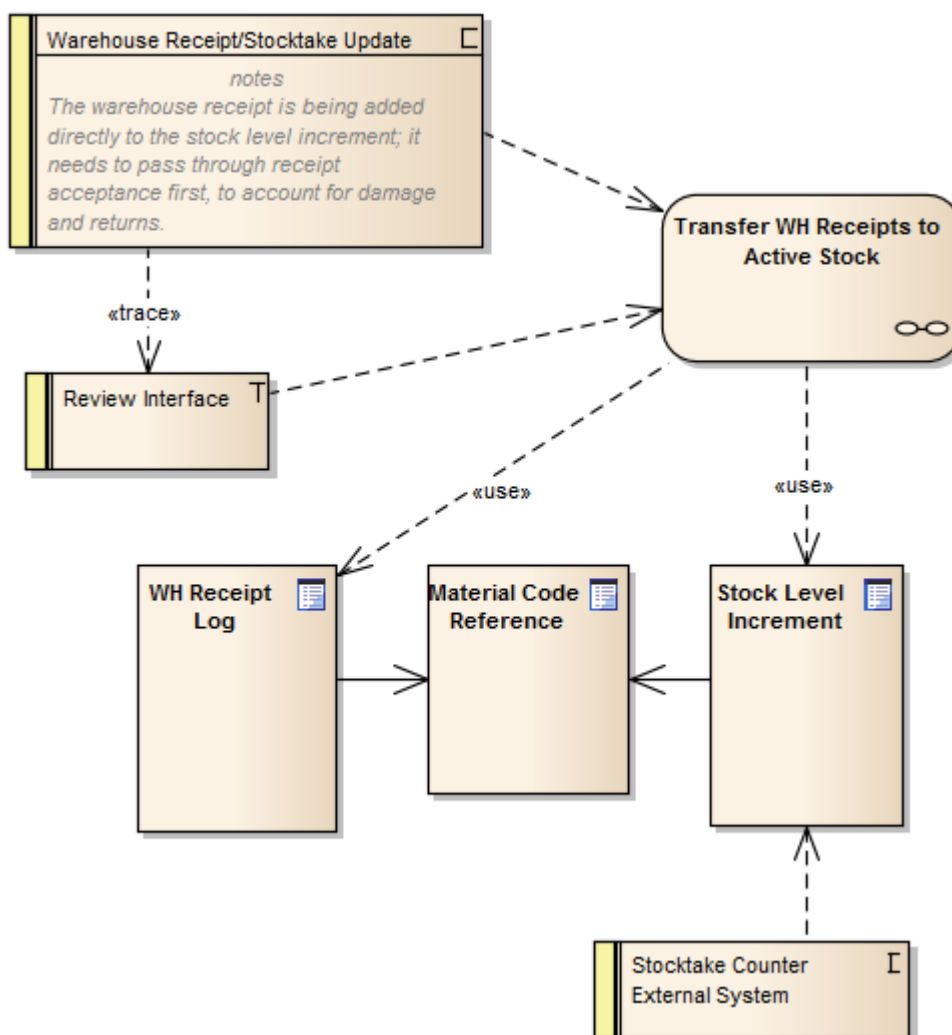 Warehouse Receipt/Stocktake Update
notes
The warehouse receipt is being added
directly to the stock level increment; it
needs to pass through receipt
acceptance first, to account for damage
and returns.
Transfer WH Receipts to
Active Stock
«trace»
Review Interface
«use»
«use»
WH Receipt
Log
Material Code
Reference
Stock Level
Increment
Stocktake Counter
External System